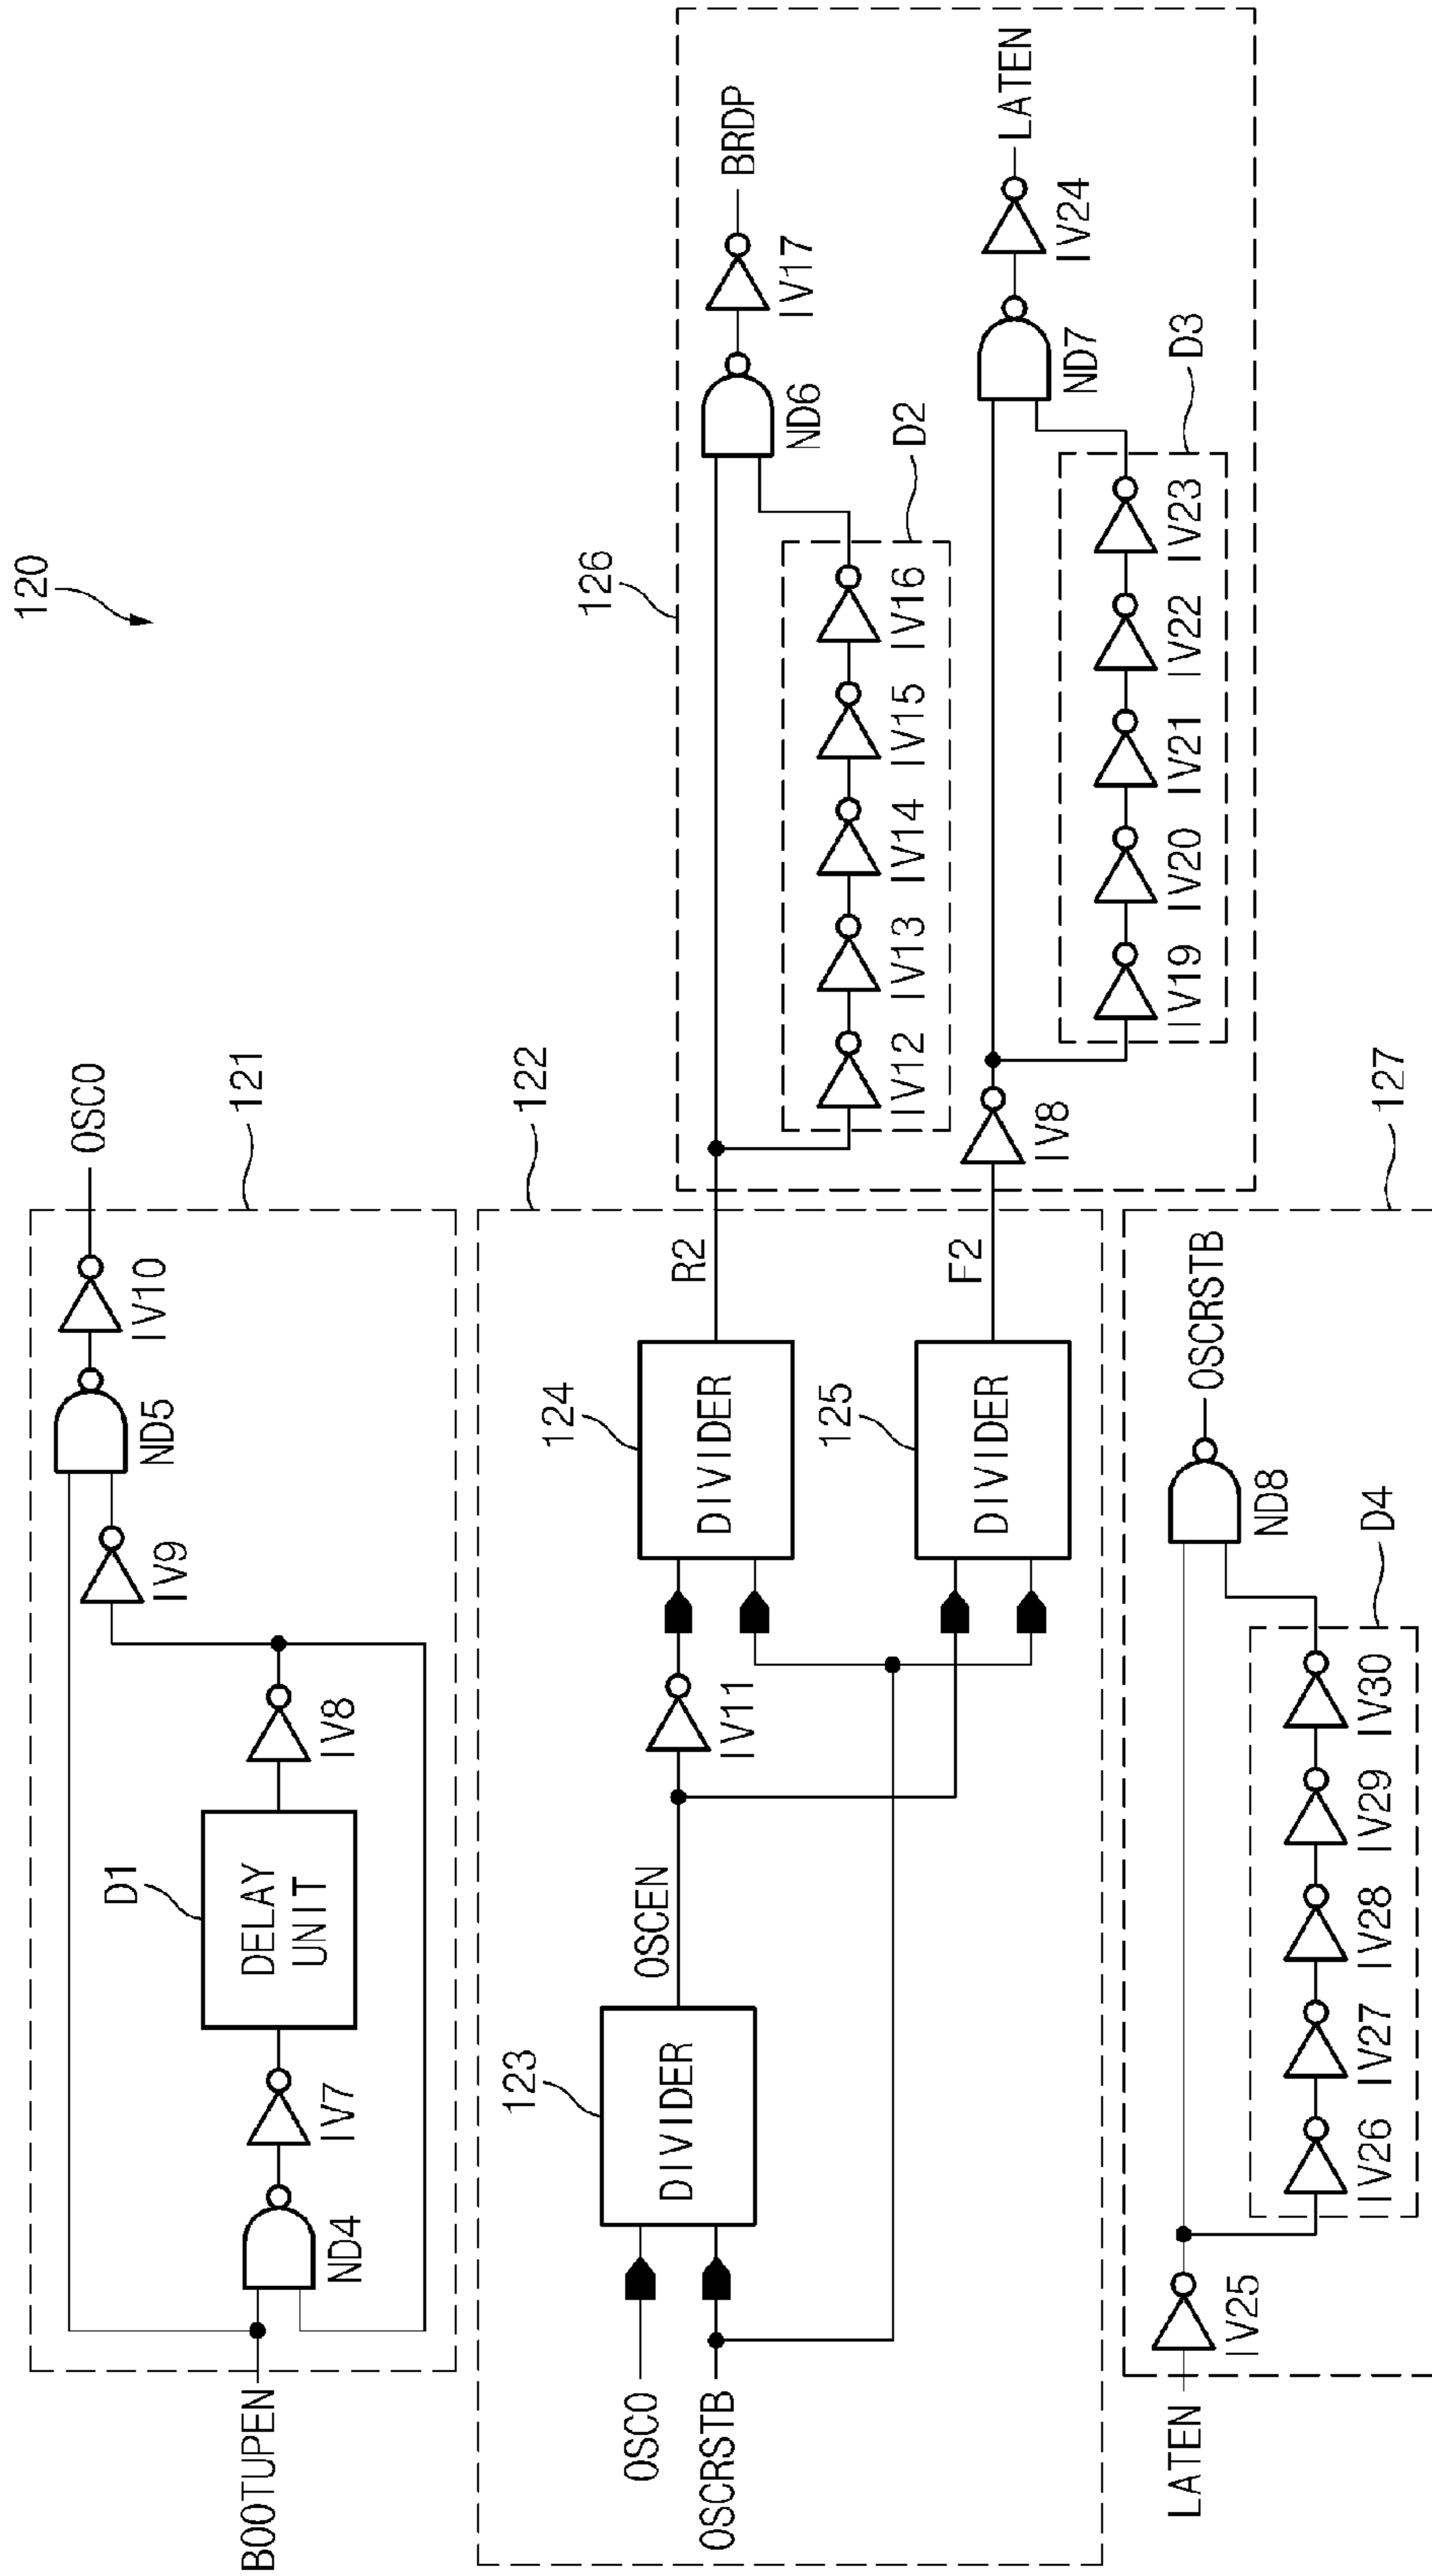 120
BOOTUPEN
ND4
IV7
D1
DELAY
UNIT
IV8
IV9
ND5
IV10
OSC0
121
OSC0
OSCRSTB
123
DIVIDER
OSCEN
IV11
124
DIVIDER
125
DIVIDER
R2
F2
122
126
IV12
IV13
IV14
IV15
IV16
D2
ND6
IV17
BRDP
IV8
IV19
IV20
IV21
IV22
IV23
D3
ND7
IV24
LATEN
LATEN
IV25
IV26
IV27
IV28
IV29
IV30
D4
ND8
OSCRSTB
127